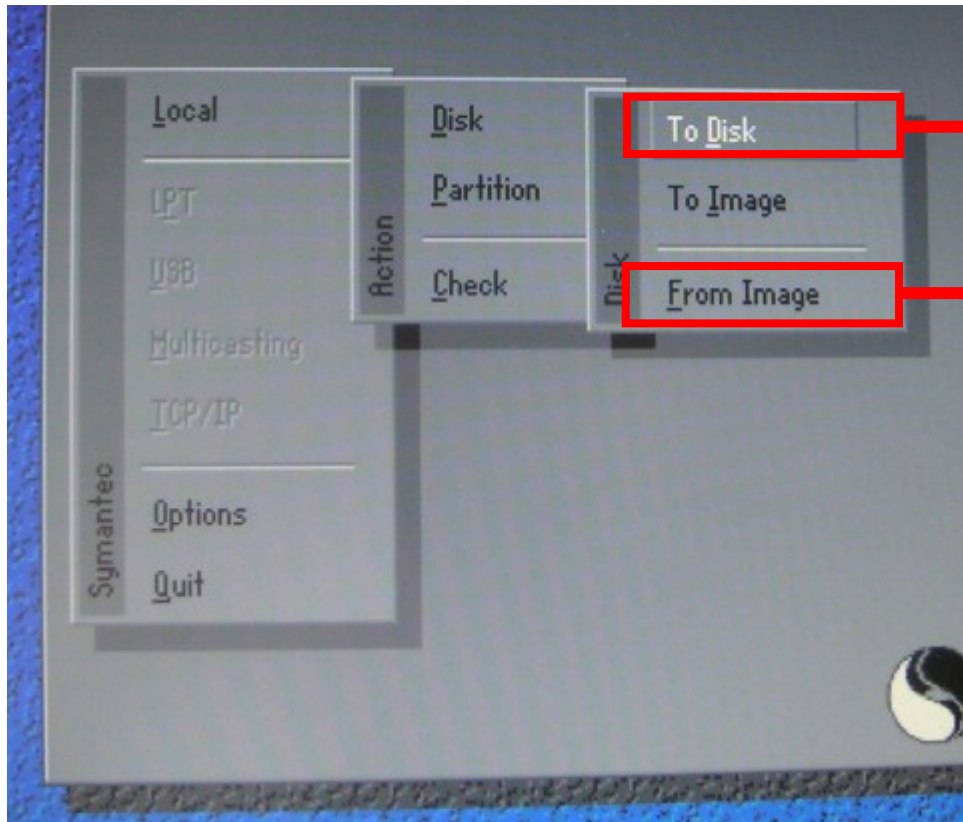 Symantec
Local
LPT
USB
Multicasting
TCP/IP
Options
Quit
Action
Disk
Partition
Check
Disk
To Disk
To Image
From Image